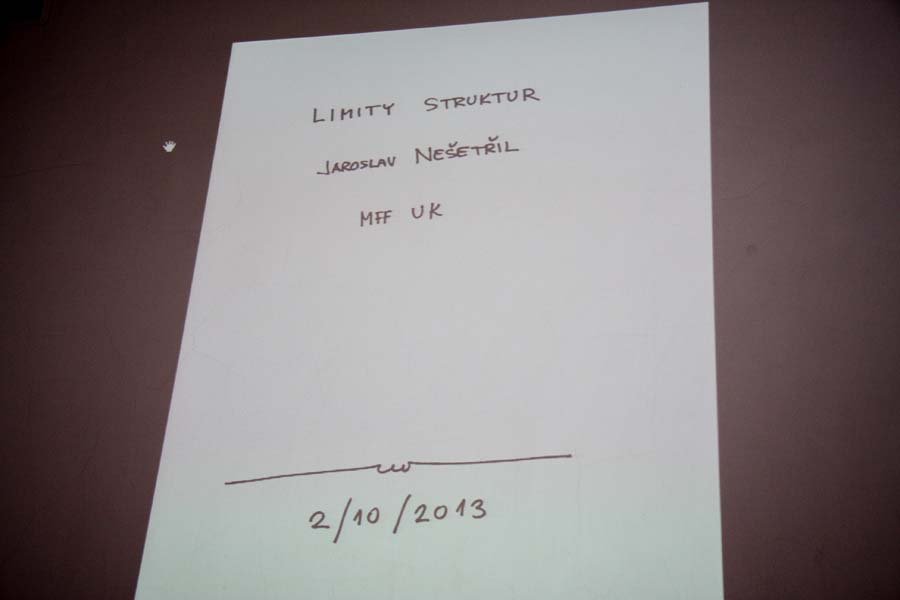 LIMITY STRUKTUR
JAROSLAV NEŠETŘIL
MFF UK
2/10/2013